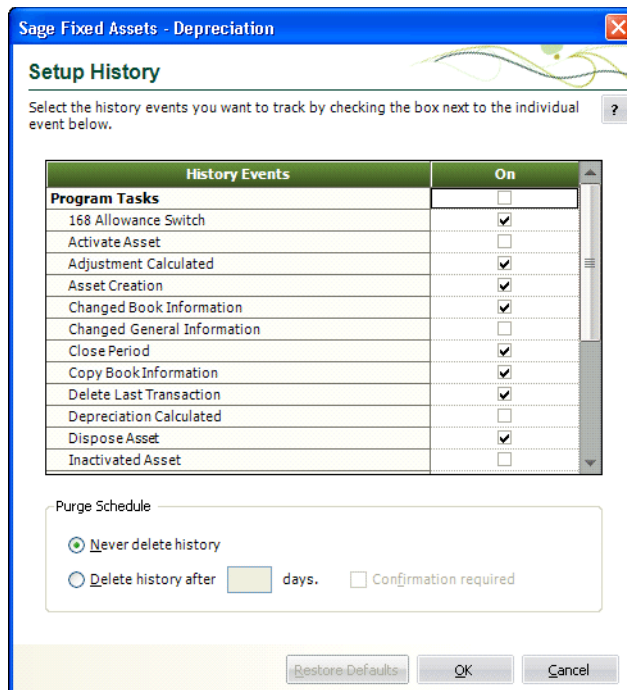 Sage Fixed Assets - Depreciation
Setup History
Select the history events you want to track by checking the box next to the individual
event below.
?
History Events On
Program Tasks
168 Allowance Switch
Activate Asset
Adjustment Calculated
Asset Creation
Changed Book Information
Changed General Information
Close Period
Copy Book Information
Delete Last Transaction
Depreciation Calculated
Dispose Asset
Inactivated Asset
Purge Schedule
Never delete history
Delete history after days. Confirmation required
Restore Defaults OK Cancel